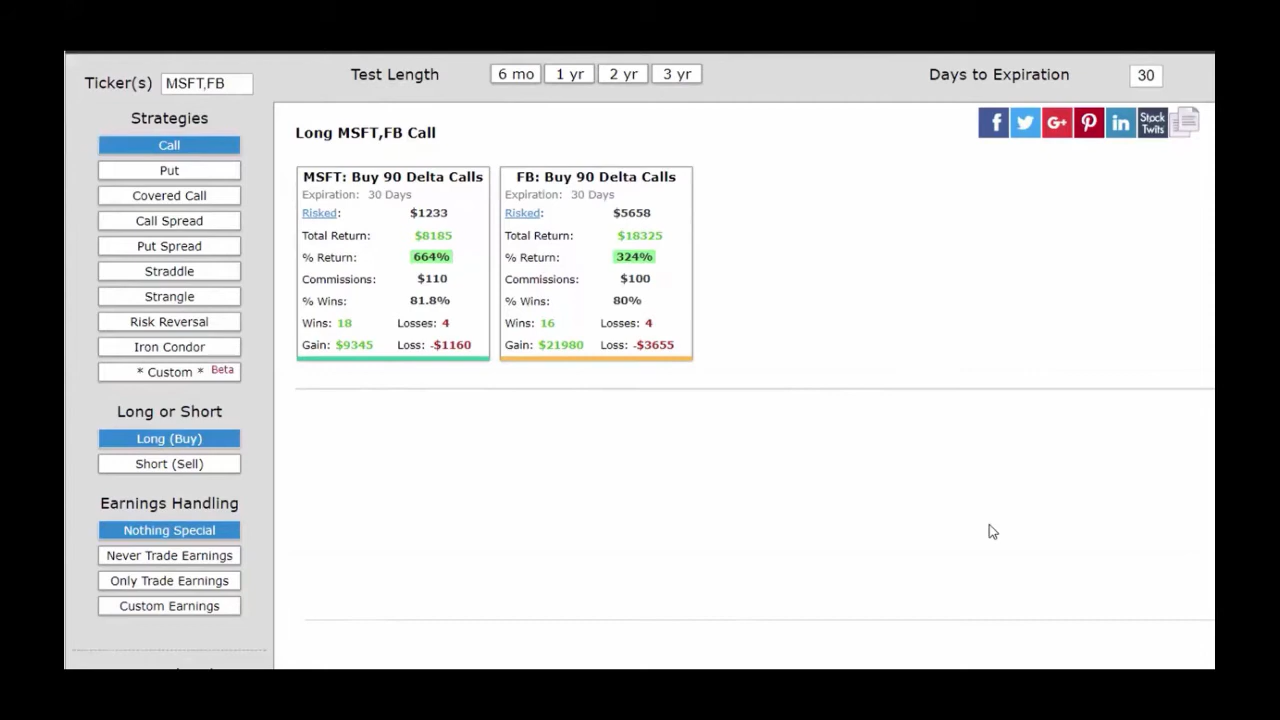 Ticker(s) MSFT,FB
Test Length 6 mo 1 yr 2 yr 3 yr
Days to Expiration 30
Strategies
Call
Put
Covered Call
Call Spread
Put Spread
Straddle
Strangle
Risk Reversal
Iron Condor
* Custom * Beta
Long or Short
Long (Buy)
Short (Sell)
Earnings Handling
Nothing Special
Never Trade Earnings
Only Trade Earnings
Custom Earnings
Long MSFT,FB Call
f G+ in Stock
Twits
MSFT: Buy 90 Delta Calls
Expiration: 30 Days
Risked: $1233
Total Return: $8185
% Return: 664%
Commissions: $110
% Wins: 81.8%
Wins: 18 Losses: 4
Gain: $9345 Loss: -$1160
FB: Buy 90 Delta Calls
Expiration: 30 Days
Risked: $5658
Total Return: $18325
% Return: 324%
Commissions: $100
% Wins: 80%
Wins: 16 Losses: 4
Gain: $21980 Loss: -$3655